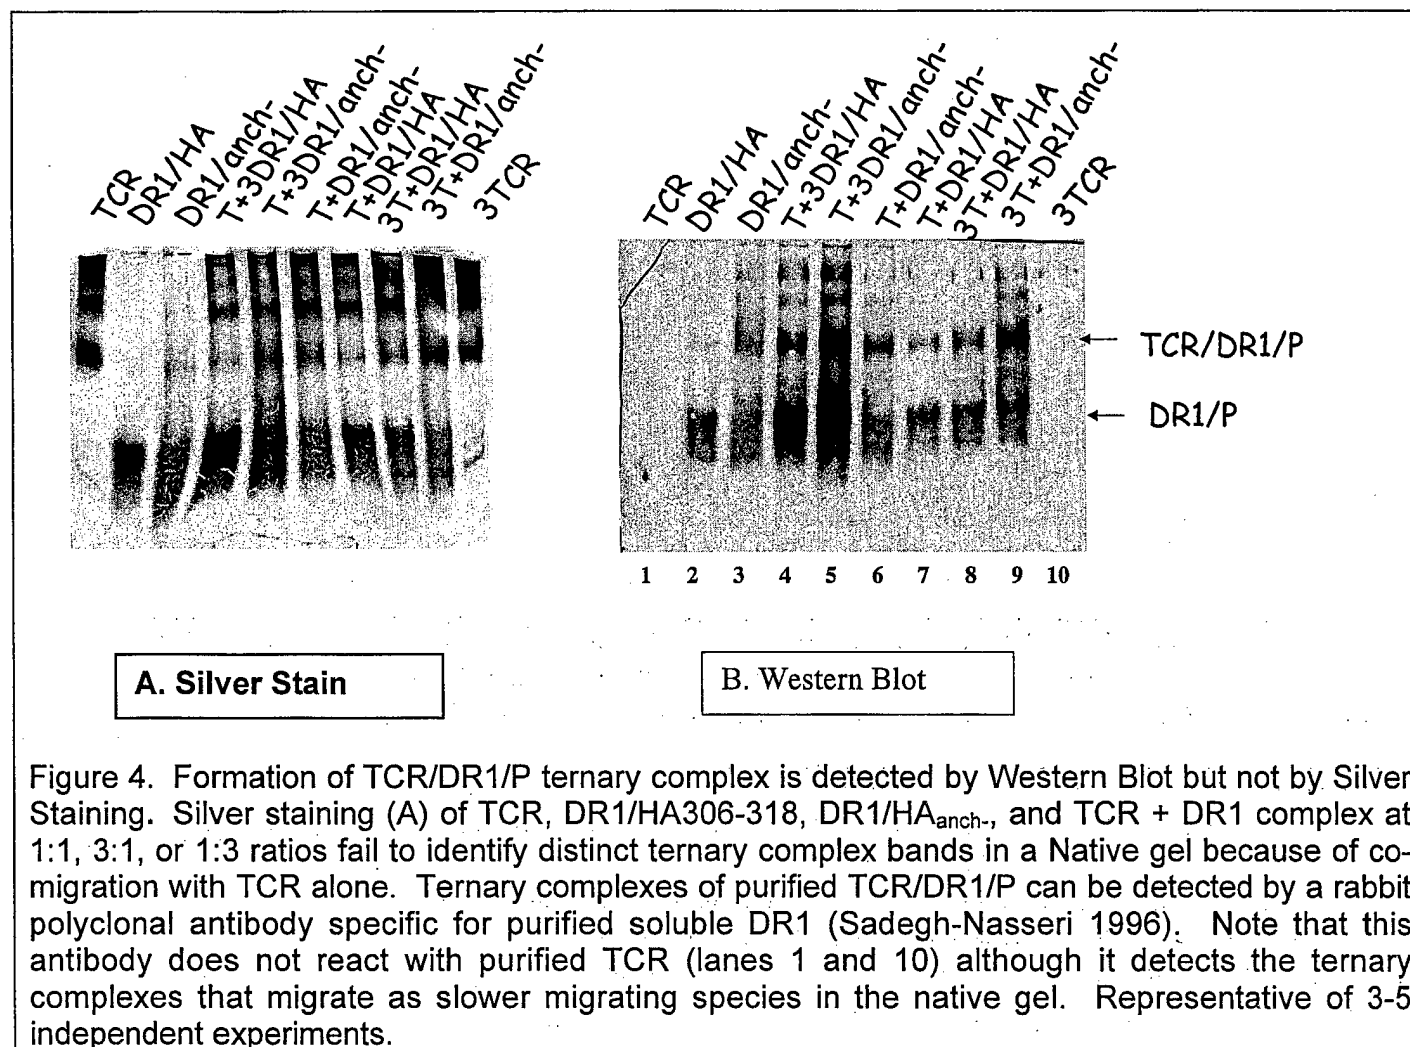 TCR
DR1/HA
DR1/anch-
T+3DR1/HA
T+3DR1/anch-
T+DR1/anch-
T+DR1/HA
3T+DR1/HA
3T+DR1/anch-
3TCR
TCR
DR1/HA
DR1/anch-
T+3DR1/HA
T+3DR1/anch-
T+DR1/anch-
T+DR1/HA
3T+DR1/HA
3T+DR1/anch-
3TCR
TCR/DR1/P
DR1/P
1 2 3 4 5 6 7 8 9 10
A. Silver Stain
B. Western Blot
Figure 4. Formation of TCR/DR1/P ternary complex is detected by Western Blot but not by Silver
Staining. Silver staining (A) of TCR, DR1/HA306-318, DR1/HAanch-, and TCR + DR1 complex at
1:1, 3:1, or 1:3 ratios fail to identify distinct ternary complex bands in a Native gel because of co-
migration with TCR alone. Ternary complexes of purified TCR/DR1/P can be detected by a rabbit
polyclonal antibody specific for purified soluble DR1 (Sadegh-Nasseri 1996). Note that this
antibody does not react with purified TCR (lanes 1 and 10) although it detects the ternary
complexes that migrate as slower migrating species in the native gel. Representative of 3-5
independent experiments.